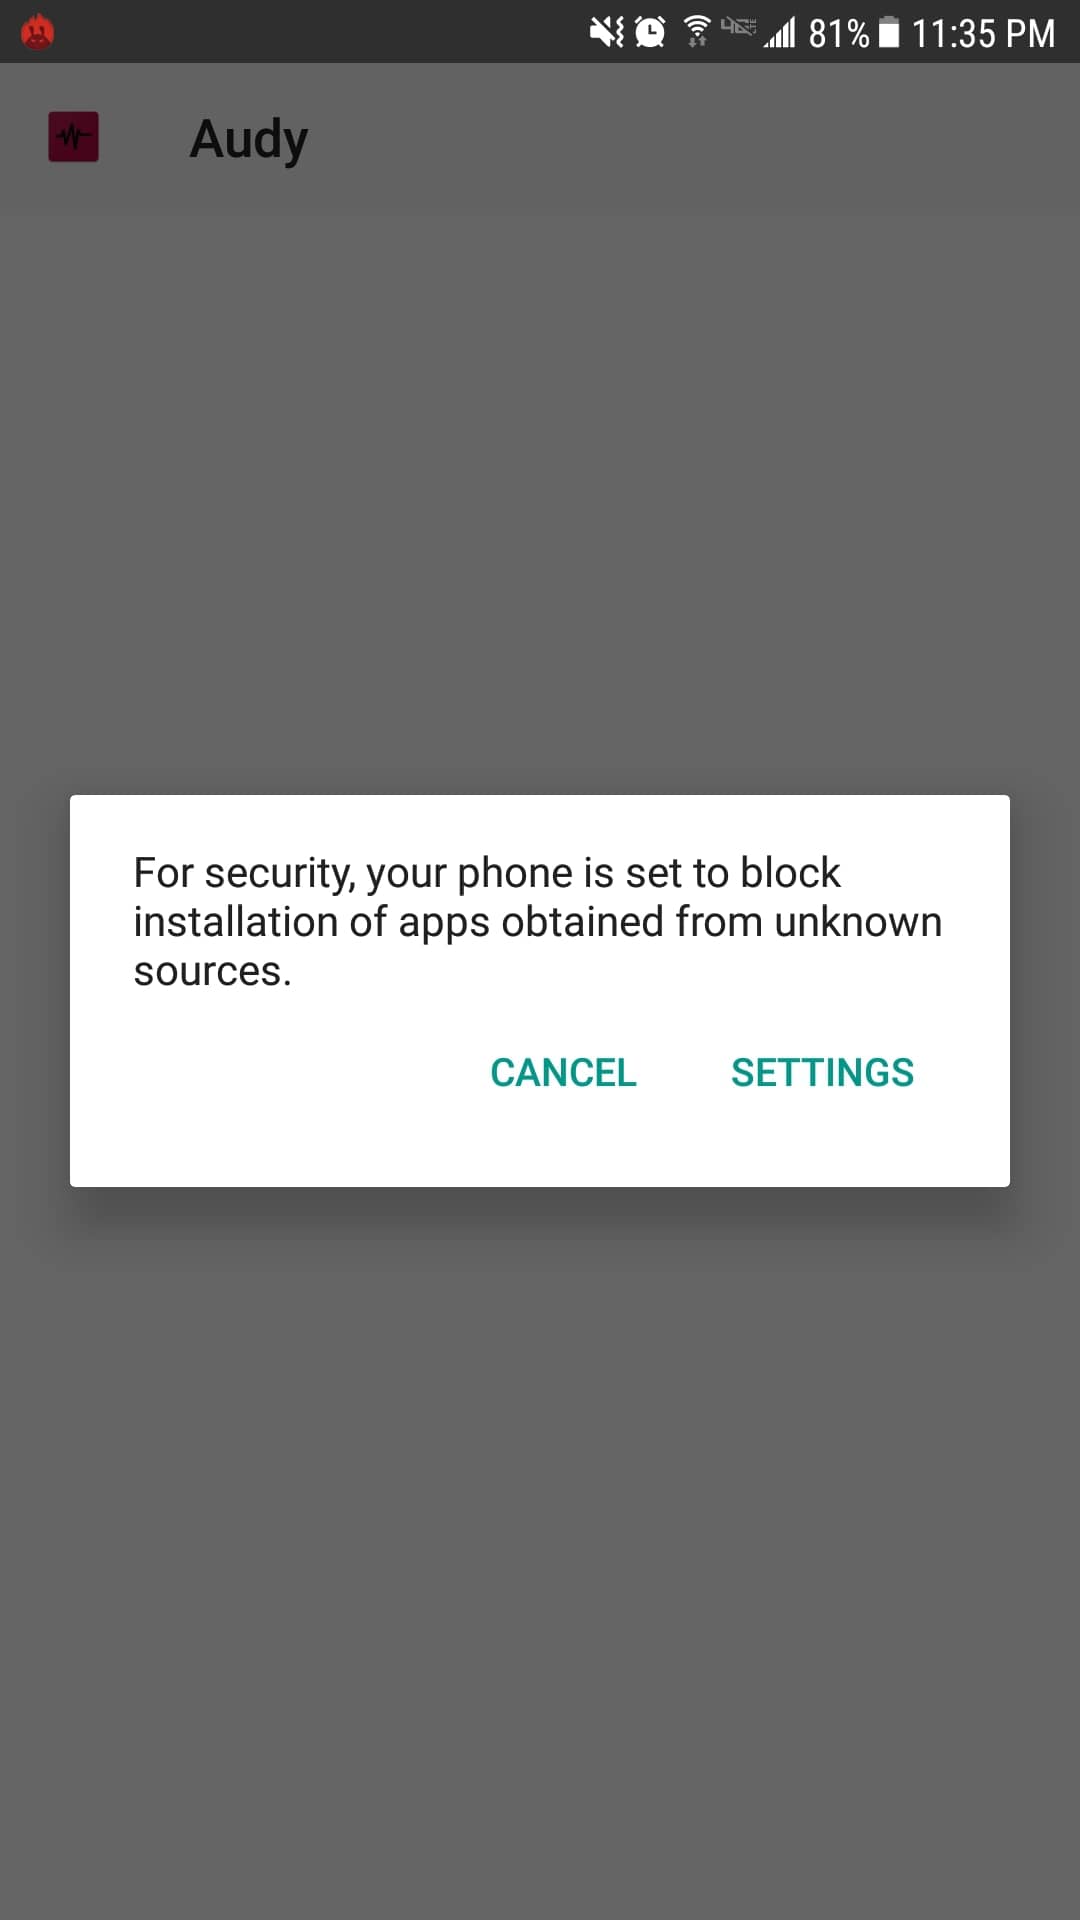 81% 11:35 PM
Audy
For security, your phone is set to block
installation of apps obtained from unknown
sources.
CANCEL SETTINGS